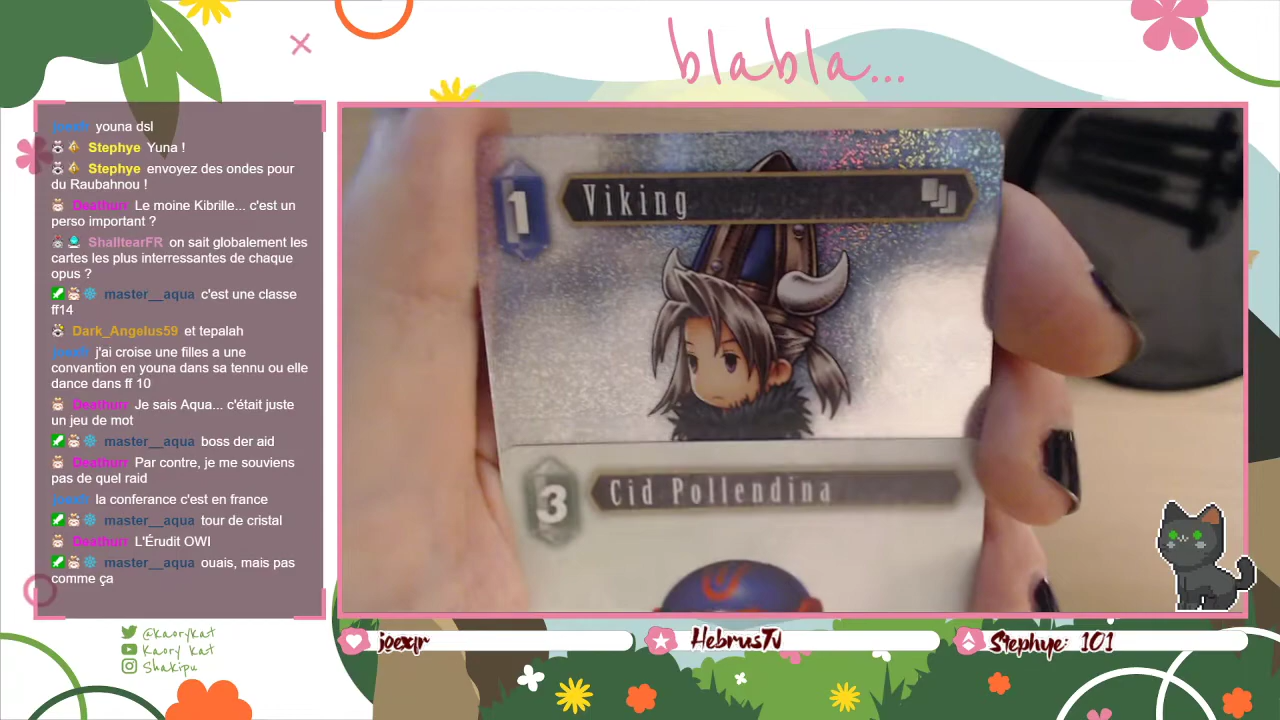 blabla...
youna dsl
Stephye Yuna !
Stephye envoyez des ondes pour
du Raubahnou !
Deathurr Le moine Kibrille... c'est un
perso important ?
ShalltearFR on sait globalement les
cartes les plus interressantes de chaque
opus ?
master__aqua c'est une classe
ff14
Dark_Angelus59 et tepalah
j'ai croise une filles a une
convantion en youna dans sa tennu ou elle
dance dans ff 10
Deathurr Je sais Aqua... c'était juste
un jeu de mot
master__aqua boss der aid
Deathurr Par contre, je me souviens
pas de quel raid
la conferance c'est en france
master__aqua tour de cristal
Deathurr L'Érudit OWI
master__aqua ouais, mais pas
comme ça
1 Viking
3 Cid Pollendina
@kaorykat
Kaory Kat
Shakipu
joexjr
HebrusTv
Stephye: 101